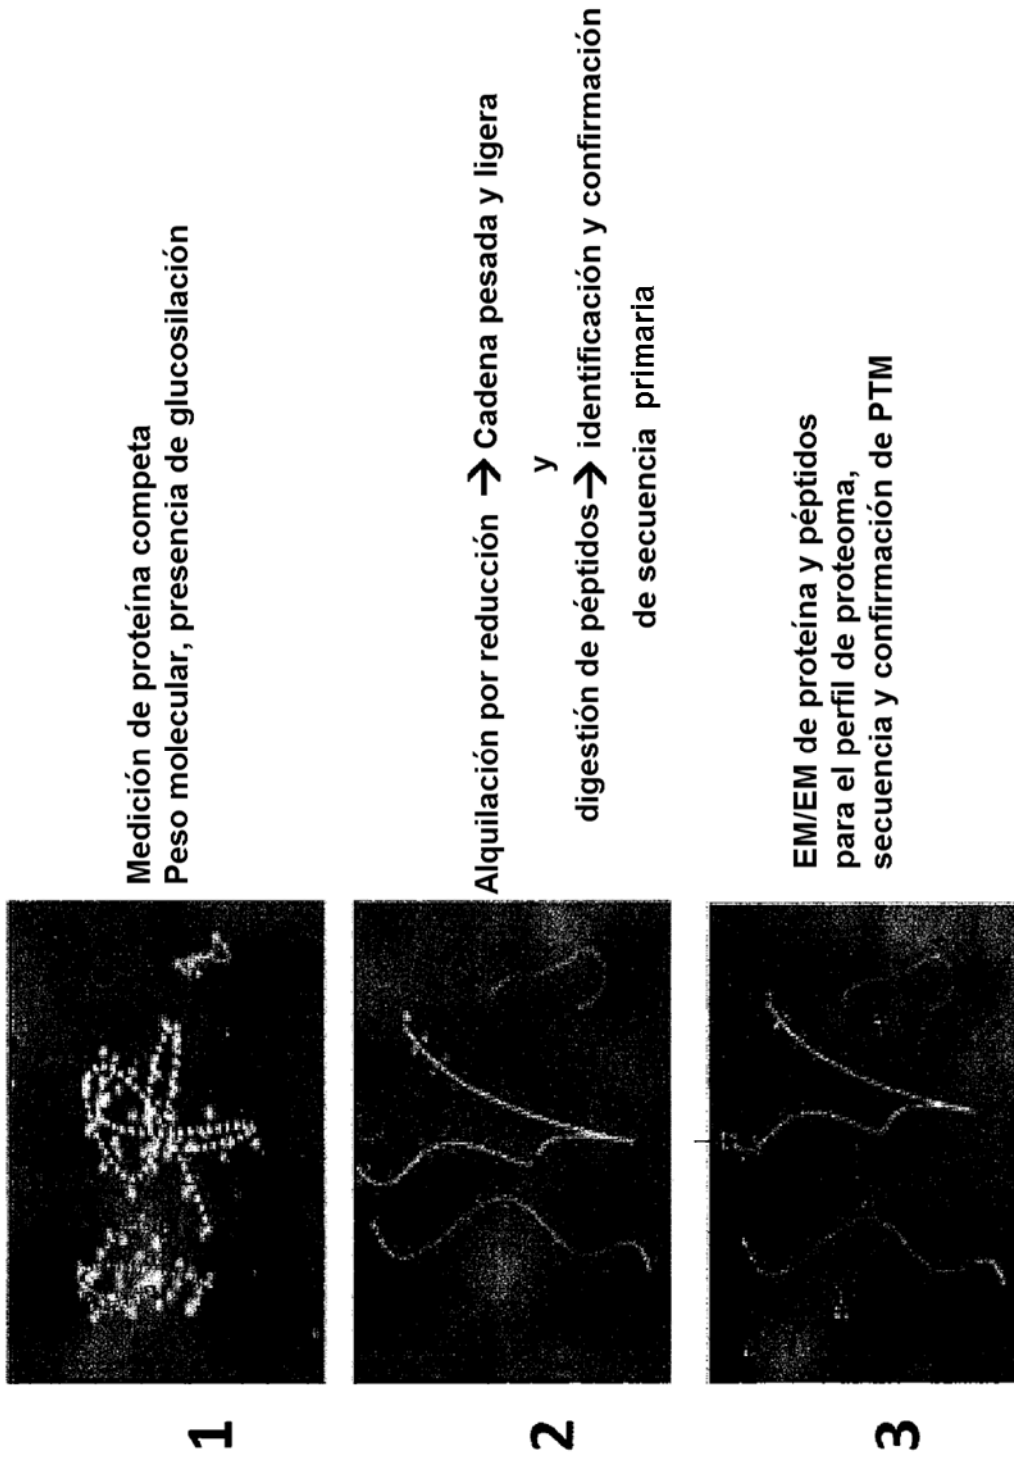 1
Medición de proteína competa
Peso molecular, presencia de glucosilación
2
Alquilación por reducción → Cadena pesada y ligera
y
digestión de péptidos → identificación y confirmación
de secuencia primaria
3
EM/EM de proteína y péptidos
para el perfil de proteoma,
secuencia y confirmación de PTM